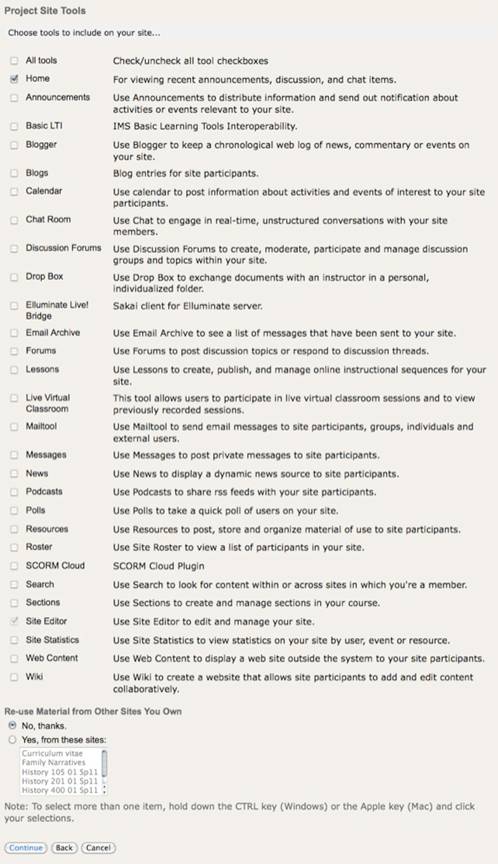 Project Site Tools
Choose tools to include on your site...
All tools Check/uncheck all tool checkboxes
Home For viewing recent announcements, discussion, and chat items.
Announcements Use Announcements to distribute information and send out notification about
activities or events relevant to your site.
Basic LTI IMS Basic Learning Tools Interoperability.
Blogger Use Blogger to keep a chronological web log of news, commentary or events on
your site.
Blogs Blog entries for site participants.
Calendar Use calendar to post information about activities and events of interest to your site
participants.
Chat Room Use Chat to engage in real-time, unstructured conversations with your site
members.
Discussion Forums Use Discussion Forums to create, moderate, participate and manage discussion
groups and topics within your site.
Drop Box Use Drop Box to exchange documents with an instructor in a personal,
individualized folder.
Elluminate Live! Sakai client for Elluminate server.
Bridge
Email Archive Use Email Archive to see a list of messages that have been sent to your site.
Forums Use Forums to post discussion topics or respond to discussion threads.
Lessons Use Lessons to create, publish, and manage online instructional sequences for your
site.
Live Virtual This tool allows users to participate in live virtual classroom sessions and to view
Classroom previously recorded sessions.
Mailtool Use Mailtool to send email messages to site participants, groups, individuals and
external users.
Messages Use Messages to post private messages to site participants.
News Use News to display a dynamic news source to site participants.
Podcasts Use Podcasts to share rss feeds with your site participants.
Polls Use Polls to take a quick poll of users on your site.
Resources Use Resources to post, store and organize material of use to site participants.
Roster Use Site Roster to view a list of participants in your site.
SCORM Cloud SCORM Cloud Plugin
Search Use Search to look for content within or across sites in which you're a member.
Sections Use Sections to create and manage sections in your course.
Site Editor Use Site Editor to edit and manage your site.
Site Statistics Use Site Statistics to view statistics on your site by user, event or resource.
Web Content Use Web Content to display a web site outside the system to your site participants.
Wiki Use Wiki to create a website that allows site participants to add and edit content
collaboratively.
Re-use Material from Other Sites You Own
No, thanks.
Yes, from these sites:
Curriculum vitae
Family Narratives
History 105 01 Sp11
History 201 01 Sp11
History 400 01 Sp11
Note: To select more than one item, hold down the CTRL key (Windows) or the Apple key (Mac) and click
your selections.
Continue Back Cancel